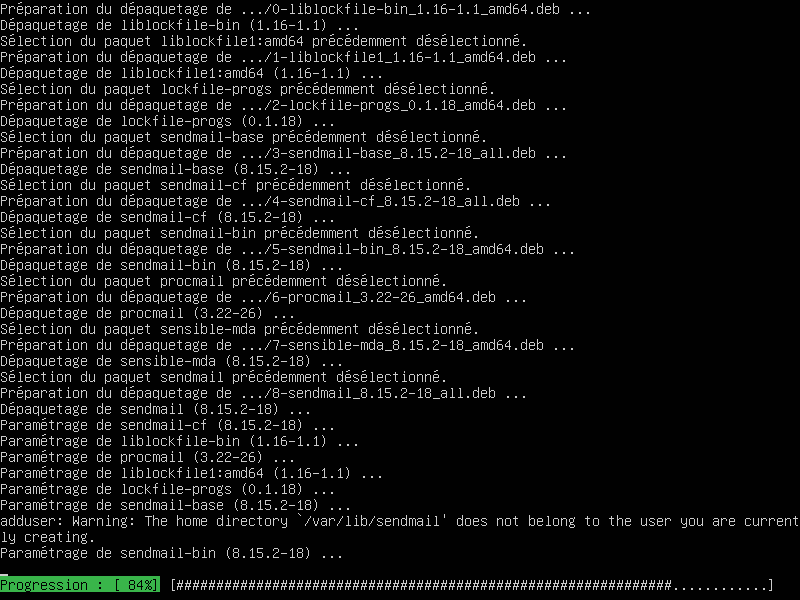 Préparation du dépaquetage de .../0-liblockfile-bin_1.16-1.1_amd64.deb ...
Dépaquetage de liblockfile-bin (1.16-1.1) ...
Sélection du paquet liblockfile1:amd64 précédemment désélectionné.
Préparation du dépaquetage de .../1-liblockfile1_1.16-1.1_amd64.deb ...
Dépaquetage de liblockfile1:amd64 (1.16-1.1) ...
Sélection du paquet lockfile-progs précédemment désélectionné.
Préparation du dépaquetage de .../2-lockfile-progs_0.1.18_amd64.deb ...
Dépaquetage de lockfile-progs (0.1.18) ...
Sélection du paquet sendmail-base précédemment désélectionné.
Préparation du dépaquetage de .../3-sendmail-base_8.15.2-18_all.deb ...
Dépaquetage de sendmail-base (8.15.2-18) ...
Sélection du paquet sendmail-cf précédemment désélectionné.
Préparation du dépaquetage de .../4-sendmail-cf_8.15.2-18_all.deb ...
Dépaquetage de sendmail-cf (8.15.2-18) ...
Sélection du paquet sendmail-bin précédemment désélectionné.
Préparation du dépaquetage de .../5-sendmail-bin_8.15.2-18_amd64.deb ...
Dépaquetage de sendmail-bin (8.15.2-18) ...
Sélection du paquet procmail précédemment désélectionné.
Préparation du dépaquetage de .../6-procmail_3.22-26_amd64.deb ...
Dépaquetage de procmail (3.22-26) ...
Sélection du paquet sensible-mda précédemment désélectionné.
Préparation du dépaquetage de .../7-sensible-mda_8.15.2-18_amd64.deb ...
Dépaquetage de sensible-mda (8.15.2-18) ...
Sélection du paquet sendmail précédemment désélectionné.
Préparation du dépaquetage de .../8-sendmail_8.15.2-18_all.deb ...
Dépaquetage de sendmail (8.15.2-18) ...
Paramétrage de sendmail-cf (8.15.2-18) ...
Paramétrage de liblockfile-bin (1.16-1.1) ...
Paramétrage de procmail (3.22-26) ...
Paramétrage de liblockfile1:amd64 (1.16-1.1) ...
Paramétrage de lockfile-progs (0.1.18) ...
Paramétrage de sendmail-base (8.15.2-18) ...
adduser: Warning: The home directory `/var/lib/sendmail' does not belong to the user you are current
ly creating.
Paramétrage de sendmail-bin (8.15.2-18) ...
Progression : [ 84%] [##############################################################............]